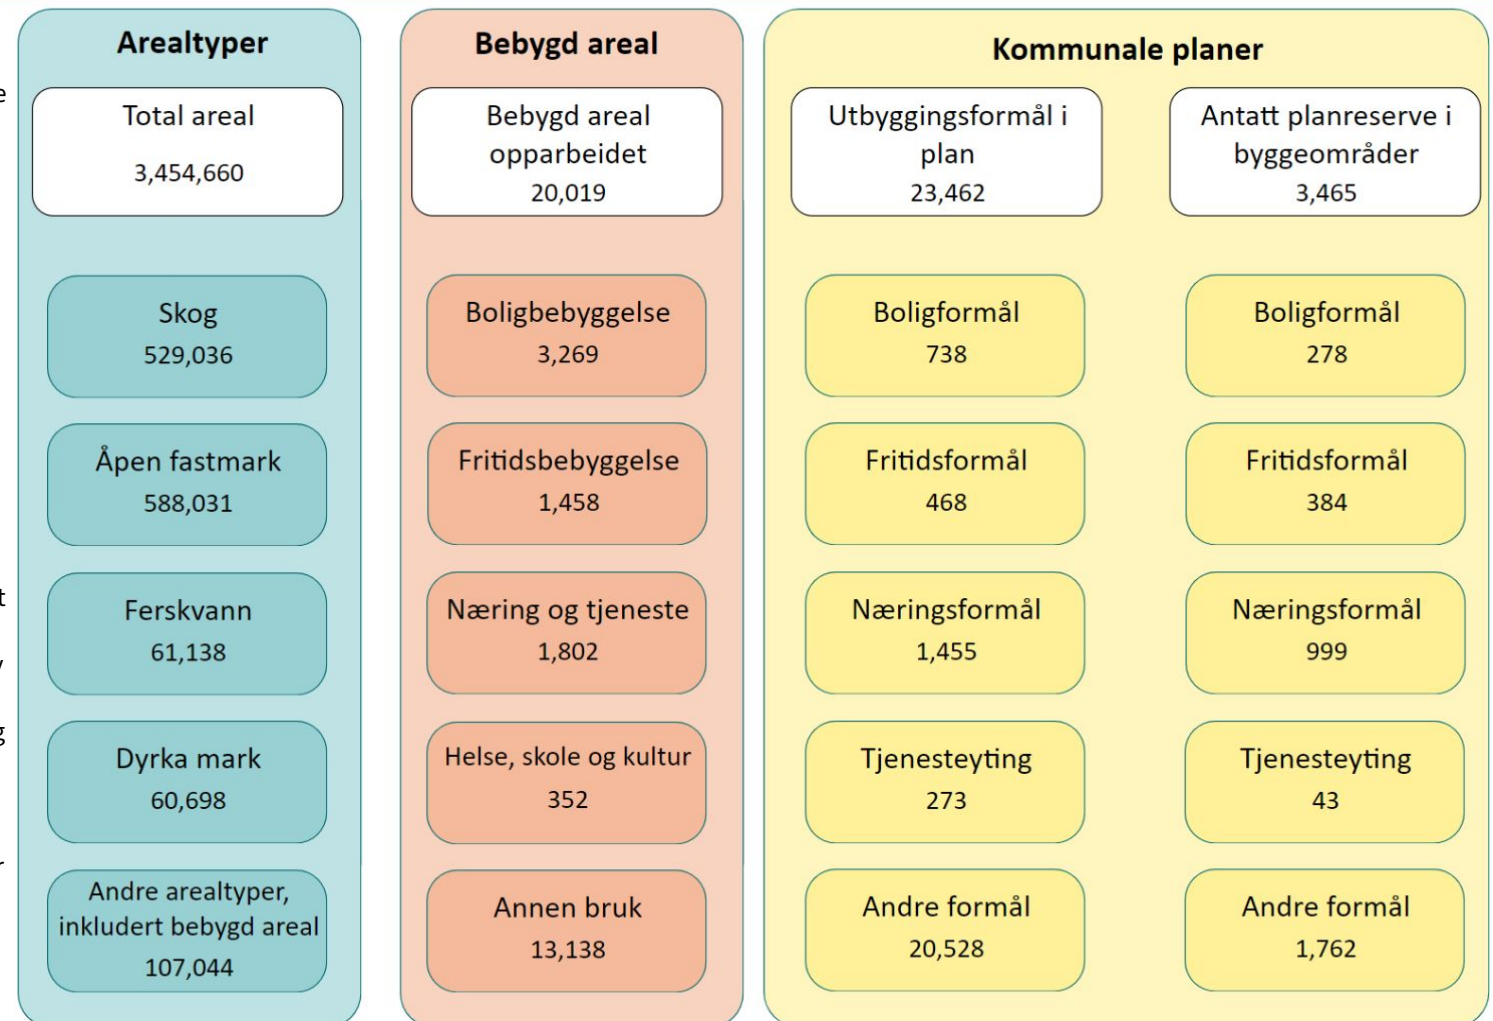 Arealtyper
Total areal
3,454,660
Skog
529,036
Åpen fastmark
588,031
Ferskvann
61,138
Dyrka mark
60,698
Andre arealtyper,
inkludert bebygd areal
107,044
Bebygd areal
Bebygd areal
opparbeidet
20,019
Boligbebyggelse
3,269
Fritidsbebyggelse
1,458
Næring og tjeneste
1,802
Helse, skole og kultur
352
Annen bruk
13,138
Kommunale planer
Utbyggingsformål i
plan
23,462
Boligformål
738
Fritidsformål
468
Næringsformål
1,455
Tjenesteyting
273
Andre formål
20,528
Antatt planreserve i
byggeområder
3,465
Boligformål
278
Fritidsformål
384
Næringsformål
999
Tjenesteyting
43
Andre formål
1,762